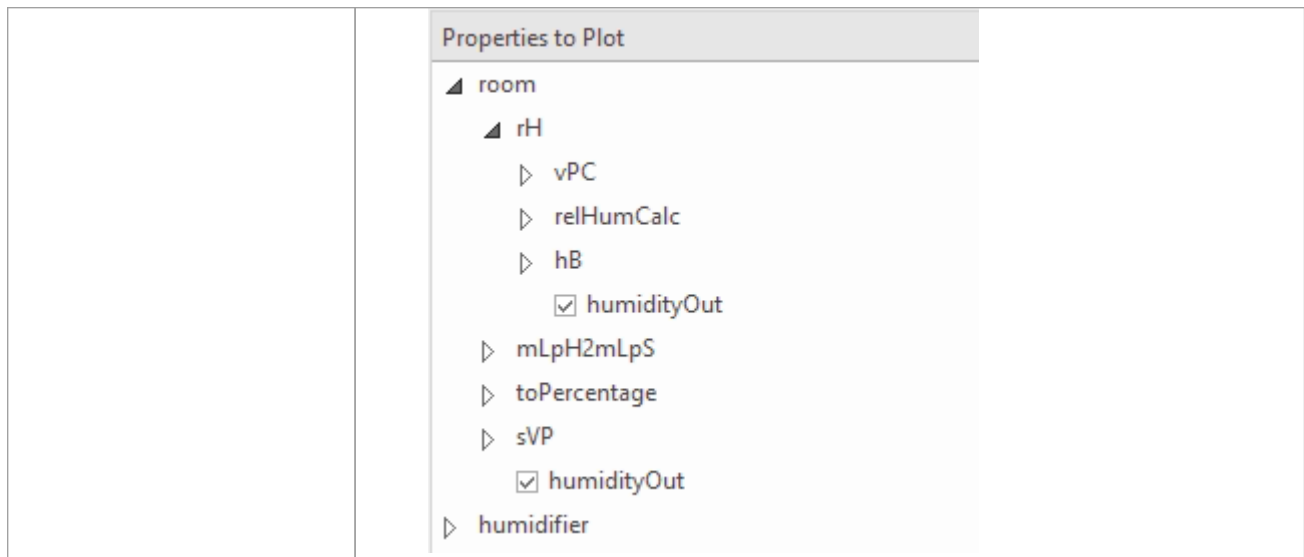 Properties to Plot
room
rH
vPC
relHumCalc
hB
humidityOut
mLpH2mLpS
toPercentage
sVP
humidityOut
humidifier